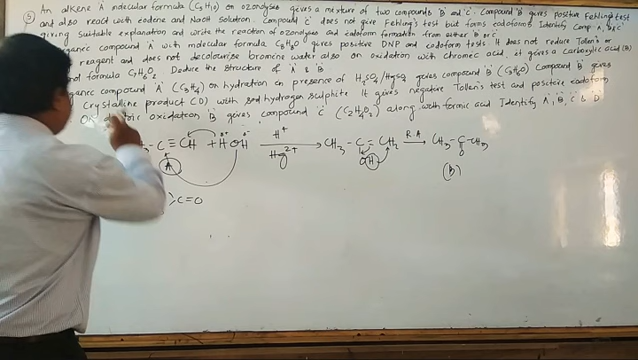 ⑤ An alkene A molecular formula (C5H10) on ozonolysis gives a mixture of two compounds B and C. Compound B gives positive Fehling's test
and also react with iodine and NaOH solution. Compound C does not give Fehling's test but forms iodoform. Identify Comp A, B & C
giving suitable explanation and write the reaction of ozonolysis and iodoform formation from either B or C.
organic compound A with molecular formula C8H8O gives positive DNP and iodoform tests. It does not reduce Tollen's or
reagent and does not decolourise bromine water also on oxidation with chromic acid. it gives a carboxylic acid (B)
formula C7H6O2. Deduce the structure of A & B
compound A (C3H4) on hydration in presence of H2SO4/HgSO4 gives compound B (C3H6O) Compound B gives
Crystalline product (D) with sod. hydrogen sulphite It gives negative Tollen's test and positive iodoform
oxidation B gives compound C (C2H4O2) along with formic acid Identify A, B, C & D
C ≡ CH + H OH H+ Hg2+ → CH3 - C = CH2 OH R.A → CH3 - C - CH3 O
(A) (B)
>C=O